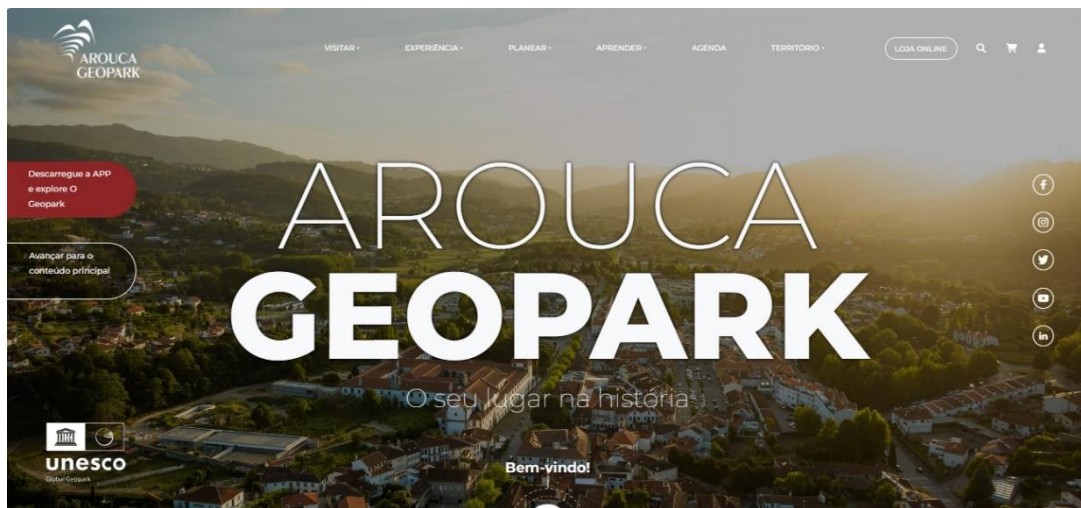 AROUCA
GEOPARK
VISITAR
EXPERIÊNCIA
PLANEAR
APRENDER
AGENDA
TERRITÓRIO
LOJA ONLINE
Descarregue a APP
e explore O
Geopark
Avançar para o
conteúdo principal
AROUCA
GEOPARK
O seu lugar na história
unesco
Global Geopark
Bem-vindo!